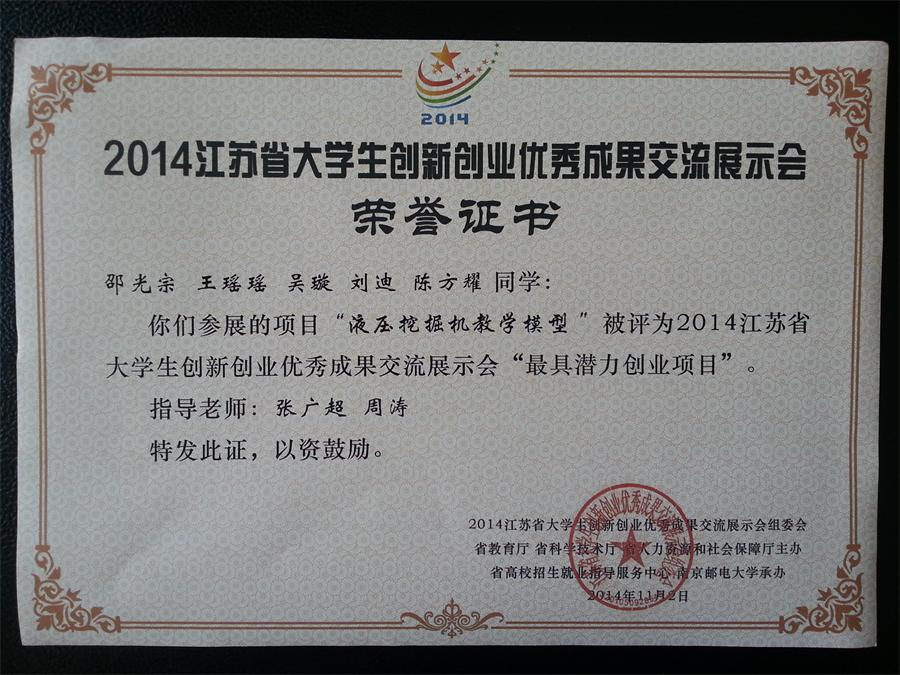 2014
2014江苏省大学生创新创业优秀成果交流展示会
荣誉证书
邵光宗 王瑶瑶 吴璇 刘迪 陈方耀 同学：
你们参展的项目“液压挖掘机教学模型”被评为2014江苏省
大学生创新创业优秀成果交流展示会“最具潜力创业项目”。
指导老师：张广超 周涛
特发此证，以资鼓励。
2014江苏省大学生创新创业优秀成果交流展示会组委会
省教育厅 省科学技术厅 省人力资源和社会保障厅主办
省高校招生就业指导服务中心 南京邮电大学承办
2014年11月2日